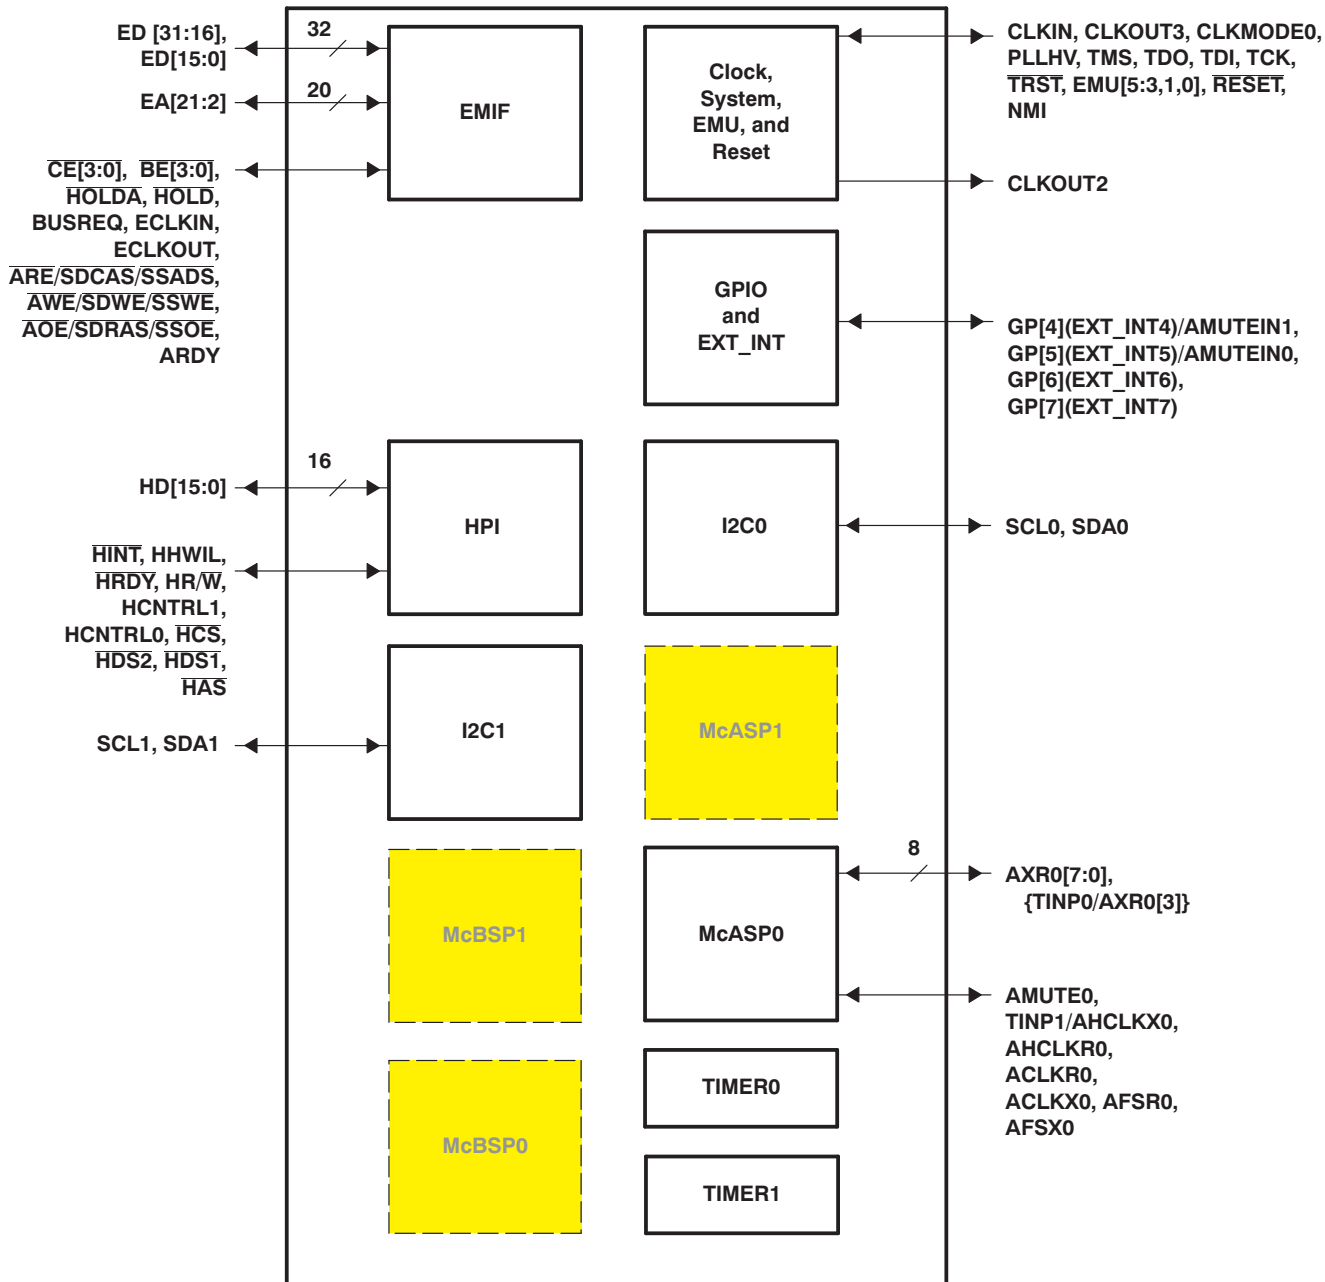 ED [31:16],
ED[15:0]
32
EA[21:2]
20
EMIF
CE[3:0], BE[3:0],
HOLDA, HOLD,
BUSREQ, ECLKIN,
ECLKOUT,
ARE/SDCAS/SSADS,
AWE/SDWE/SSWE,
AOE/SDRAS/SSOE,
ARDY
Clock,
System,
EMU, and
Reset
CLKIN, CLKOUT3, CLKMODE0,
PLLHV, TMS, TDO, TDI, TCK,
TRST, EMU[5:3,1,0], RESET,
NMI
CLKOUT2
GPIO
and
EXT_INT
GP[4](EXT_INT4)/AMUTEIN1,
GP[5](EXT_INT5)/AMUTEIN0,
GP[6](EXT_INT6),
GP[7](EXT_INT7)
HD[15:0]
16
HPI
HINT, HHWIL,
HRDY, HR/W,
HCNTRL1,
HCNTRL0, HCS,
HDS2, HDS1,
HAS
I2C0
SCL0, SDA0
SCL1, SDA1
I2C1
McASP1
McBSP1
McASP0
8
AXR0[7:0],
{TINP0/AXR0[3]}
AMUTE0,
TINP1/AHCLKX0,
AHCLKR0,
ACLKR0,
ACLKX0, AFSR0,
AFSX0
McBSP0
TIMER0
TIMER1